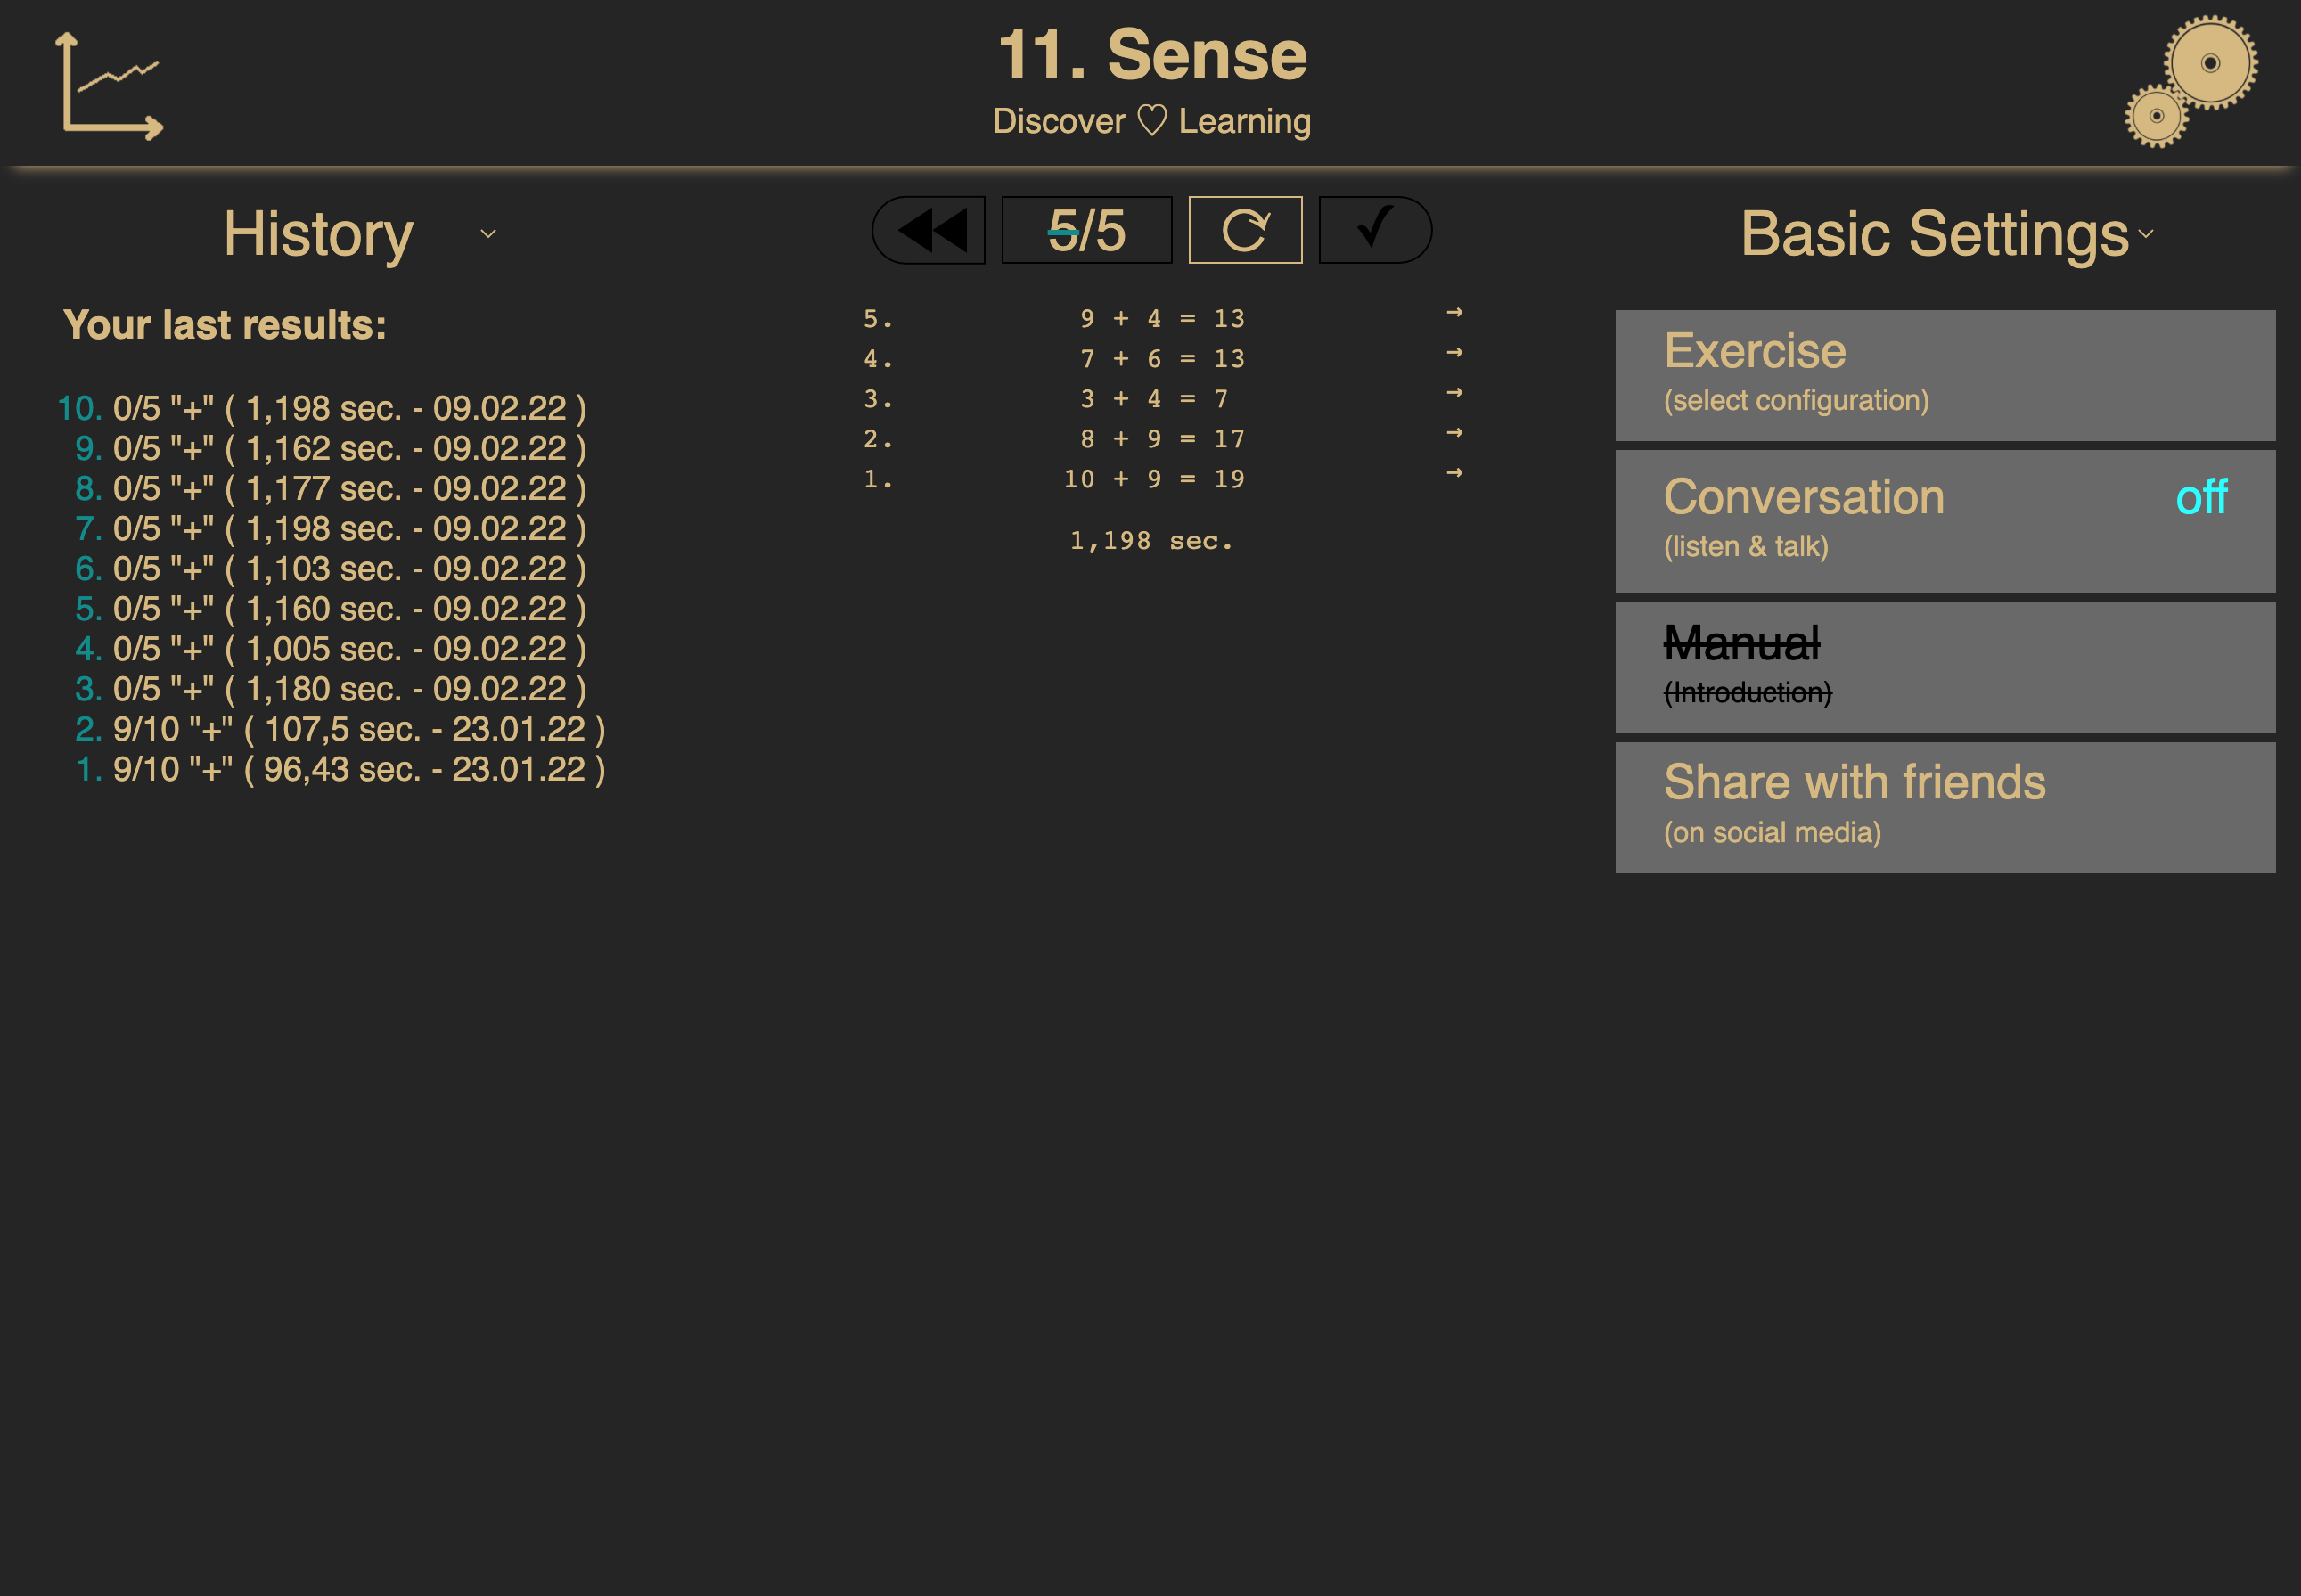 11. Sense
Discover ♡ Learning
History
Your last results:
10. 0/5 "+" ( 1,198 sec. - 09.02.22 )
9. 0/5 "+" ( 1,162 sec. - 09.02.22 )
8. 0/5 "+" ( 1,177 sec. - 09.02.22 )
7. 0/5 "+" ( 1,198 sec. - 09.02.22 )
6. 0/5 "+" ( 1,103 sec. - 09.02.22 )
5. 0/5 "+" ( 1,160 sec. - 09.02.22 )
4. 0/5 "+" ( 1,005 sec. - 09.02.22 )
3. 0/5 "+" ( 1,180 sec. - 09.02.22 )
2. 9/10 "+" ( 107,5 sec. - 23.01.22 )
1. 9/10 "+" ( 96,43 sec. - 23.01.22 )
5/5
5. 9 + 4 = 13 →
4. 7 + 6 = 13 →
3. 3 + 4 = 7 →
2. 8 + 9 = 17 →
1. 10 + 9 = 19 →
1,198 sec.
Basic Settings
Exercise
(select configuration)
Conversation off
(listen & talk)
Manual
(Introduction)
Share with friends
(on social media)